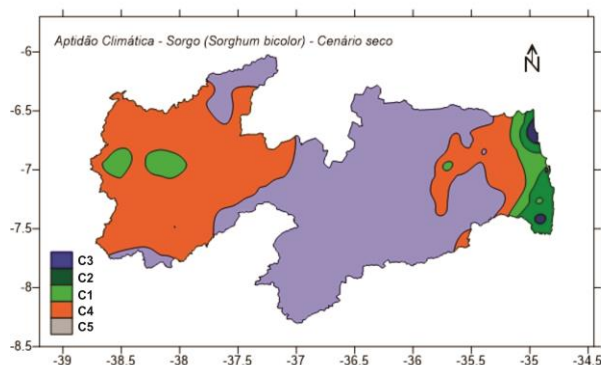 Aptidão Climática - Sorgo (Sorghum bicolor) - Cenário seco
N
-6
-6.5
-7
-7.5
-8
-8.5
C3
C2
C1
C4
C5
-39 -38.5 -38 -37.5 -37 -36.5 -36 -35.5 -35 -34.5